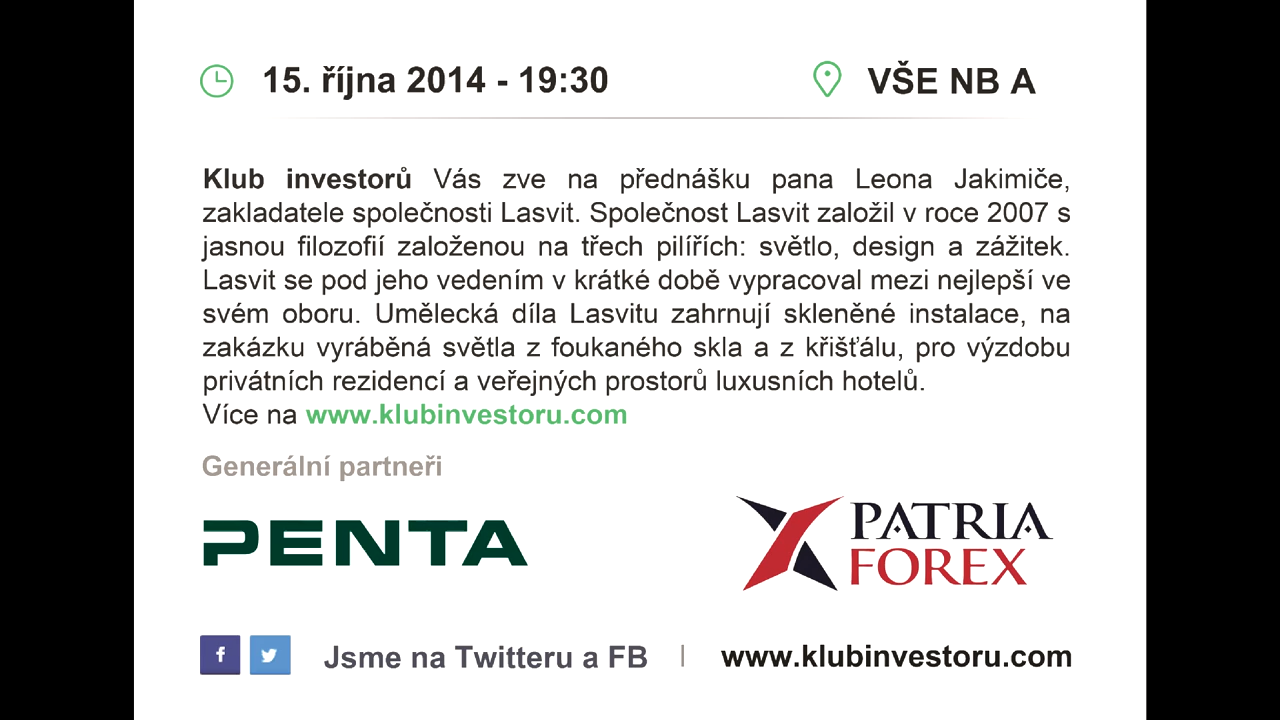 15. října 2014 - 19:30
VŠE NB A
Klub investorů Vás zve na přednášku pana Leona Jakimiče,
zakladatele společnosti Lasvit. Společnost Lasvit založil v roce 2007 s
jasnou filozofií založenou na třech pilířích: světlo, design a zážitek.
Lasvit se pod jeho vedením v krátké době vypracoval mezi nejlepší ve
svém oboru. Umělecká díla Lasvitu zahrnují skleněné instalace, na
zakázku vyráběná světla z foukaného skla a z křišťálu, pro výzdobu
privátních rezidencí a veřejných prostorů luxusních hotelů.
Více na www.klubinvestoru.com
Generální partneři
PENTA
PATRIA
FOREX
Jsme na Twitteru a FB | www.klubinvestoru.com